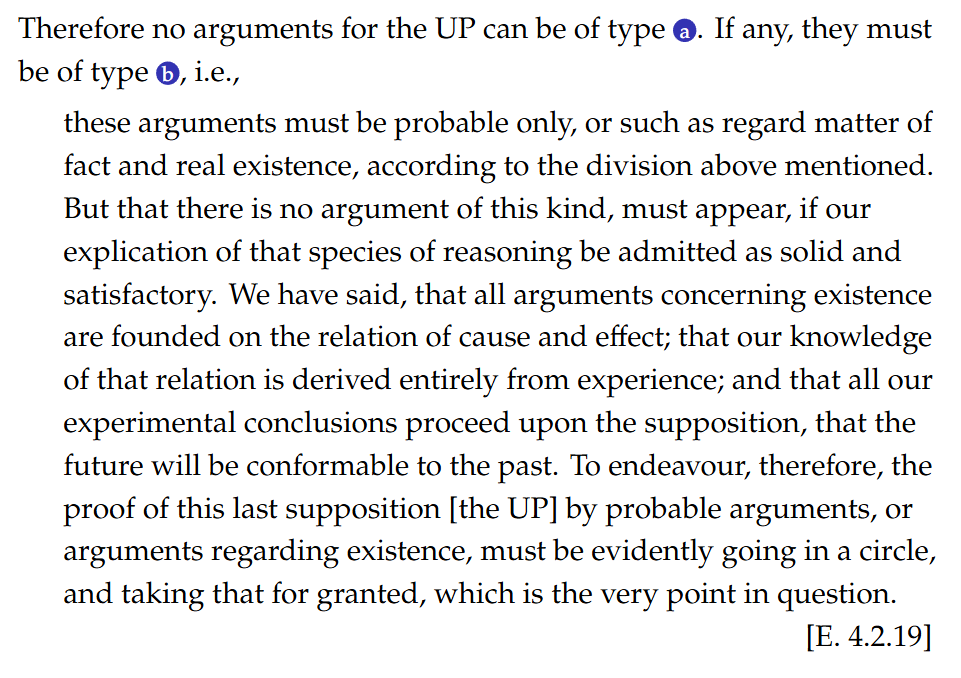 Therefore no arguments for the UP can be of type a. If any, they must
be of type b, i.e.,
these arguments must be probable only, or such as regard matter of
fact and real existence, according to the division above mentioned.
But that there is no argument of this kind, must appear, if our
explication of that species of reasoning be admitted as solid and
satisfactory. We have said, that all arguments concerning existence
are founded on the relation of cause and effect; that our knowledge
of that relation is derived entirely from experience; and that all our
experimental conclusions proceed upon the supposition, that the
future will be conformable to the past. To endeavour, therefore, the
proof of this last supposition [the UP] by probable arguments, or
arguments regarding existence, must be evidently going in a circle,
and taking that for granted, which is the very point in question.
[E. 4.2.19]